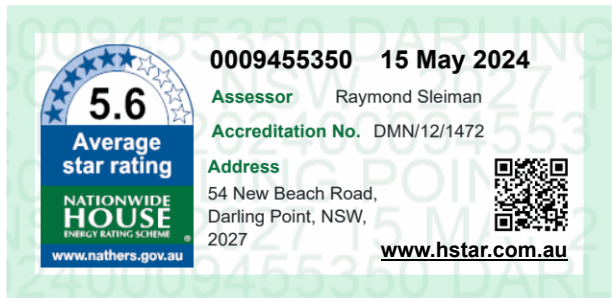 0009455350 15 May 2024
5.6
Average
star rating
NATIONWIDE
HOUSE
ENERGY RATING SCHEME ®
www.nathers.gov.au
Assessor Raymond Sleiman
Accreditation No. DMN/12/1472
Address
54 New Beach Road,
Darling Point, NSW,
2027
www.hstar.com.au